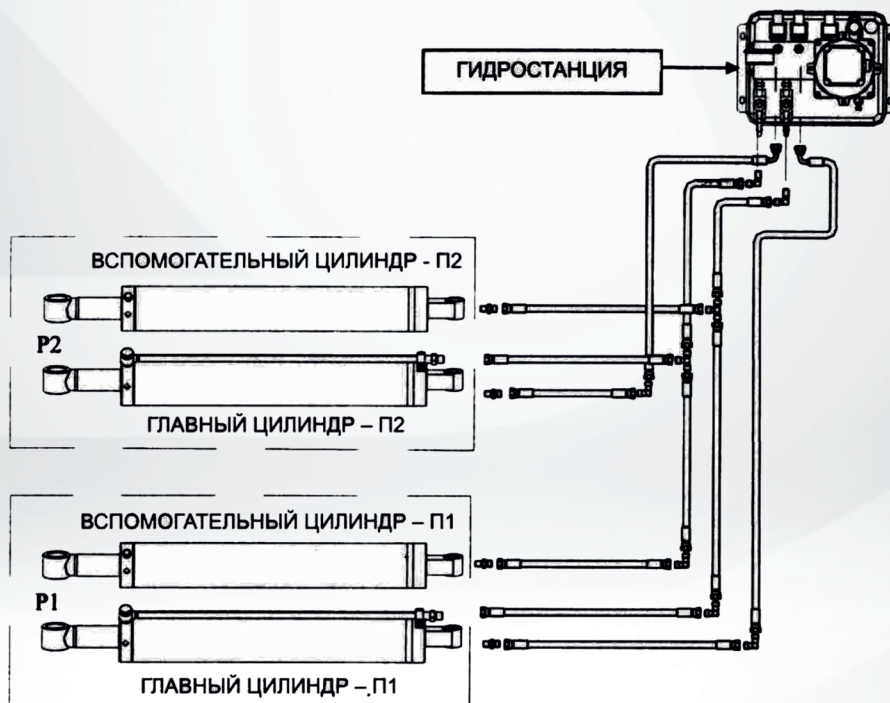 ГИДРОСТАНЦИЯ
ВСПОМОГАТЕЛЬНЫЙ ЦИЛИНДР - П2
P2
ГЛАВНЫЙ ЦИЛИНДР – П2
ВСПОМОГАТЕЛЬНЫЙ ЦИЛИНДР – П1
P1
ГЛАВНЫЙ ЦИЛИНДР – П1